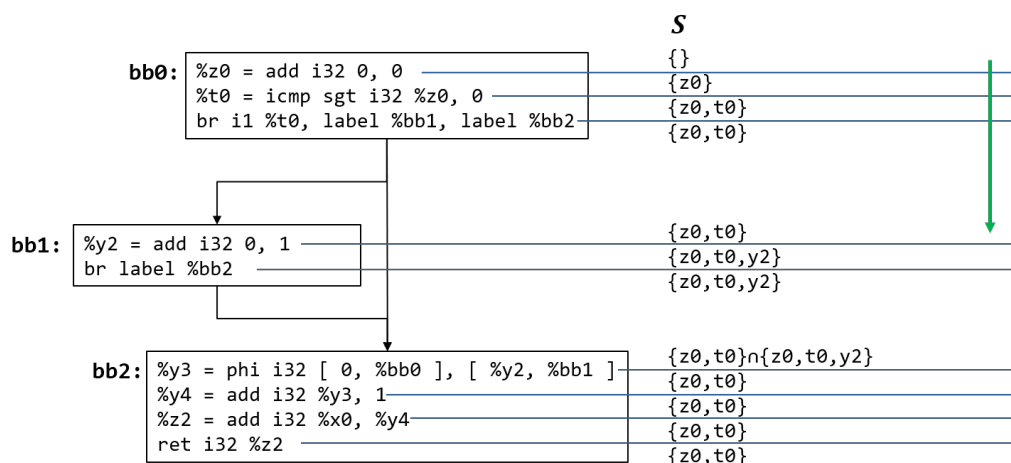 S
bb0:
%z0 = add i32 0, 0
%t0 = icmp sgt i32 %z0, 0
br i1 %t0, label %bb1, label %bb2
{}
{z0}
{z0,t0}
{z0,t0}
bb1:
%y2 = add i32 0, 1
br label %bb2
{z0,t0}
{z0,t0,y2}
{z0,t0,y2}
bb2:
%y3 = phi i32 [ 0, %bb0 ], [ %y2, %bb1 ]
%y4 = add i32 %y3, 1
%z2 = add i32 %x0, %y4
ret i32 %z2
{z0,t0}∩{z0,t0,y2}
{z0,t0}
{z0,t0}
{z0,t0}
{z0,t0}